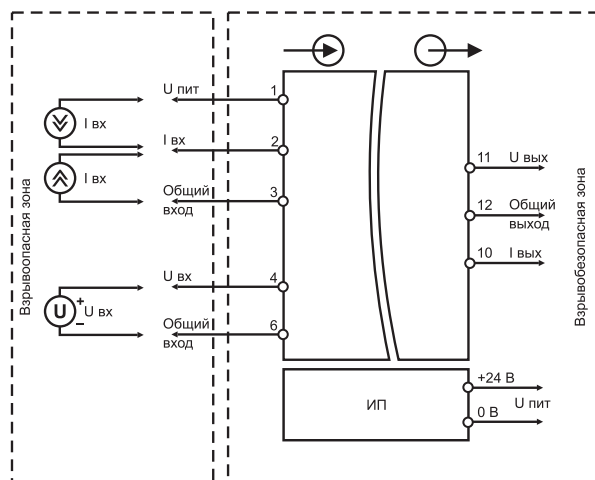 U пит
1
I вх
I вх
2
I вх
Общий
вход
3
U вх
4
U
+
−
U вх
Общий
вход
6
Взрывоопасная зона
11
U вых
12
Общий
выход
10
I вых
Взрывобезопасная зона
ИП
+24 В
U пит
0 В